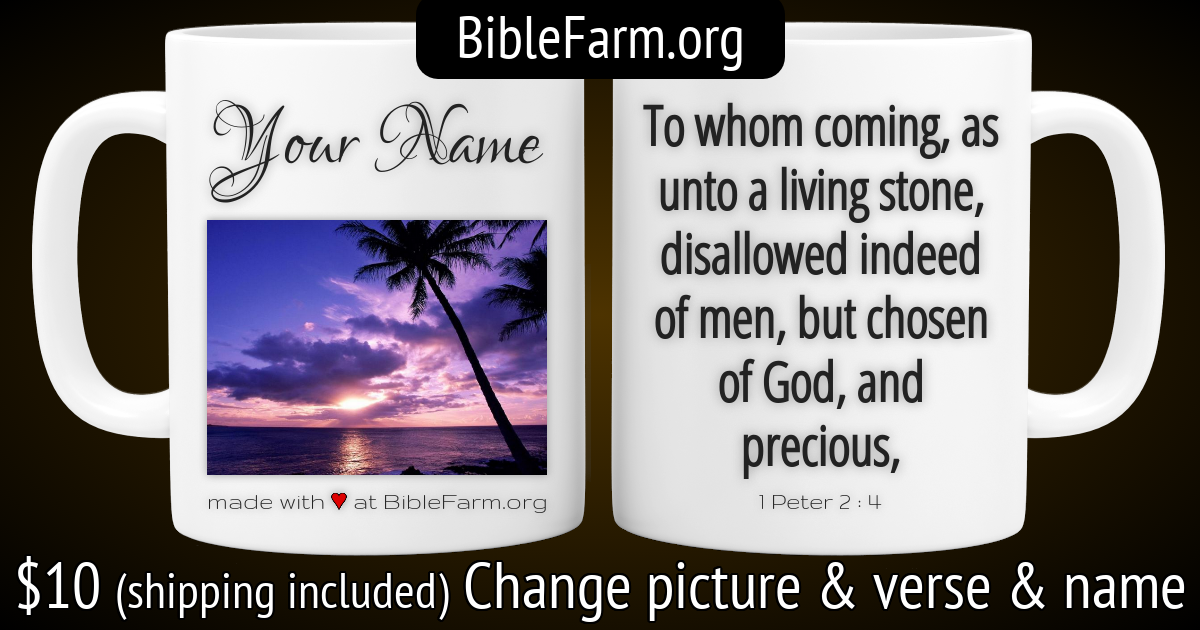 BibleFarm.org
Your Name
made with ♥ at BibleFarm.org
To whom coming, as
unto a living stone,
disallowed indeed
of men, but chosen
of God, and
precious,
1 Peter 2 : 4
$10 (shipping included) Change picture & verse & name